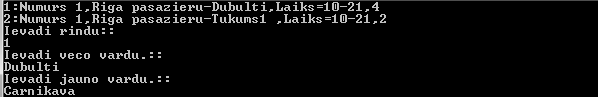 1:Numurs 1,Riga pasazieru-Dubulti,Laiks=10-21,4
2:Numurs 1,Riga pasazieru-Tukums1 ,Laiks=10-21,2
Ievadi rindu::
1
Ievadi veco vardu.::
Dubulti
Ievadi jauno vardu.::
Carnikava